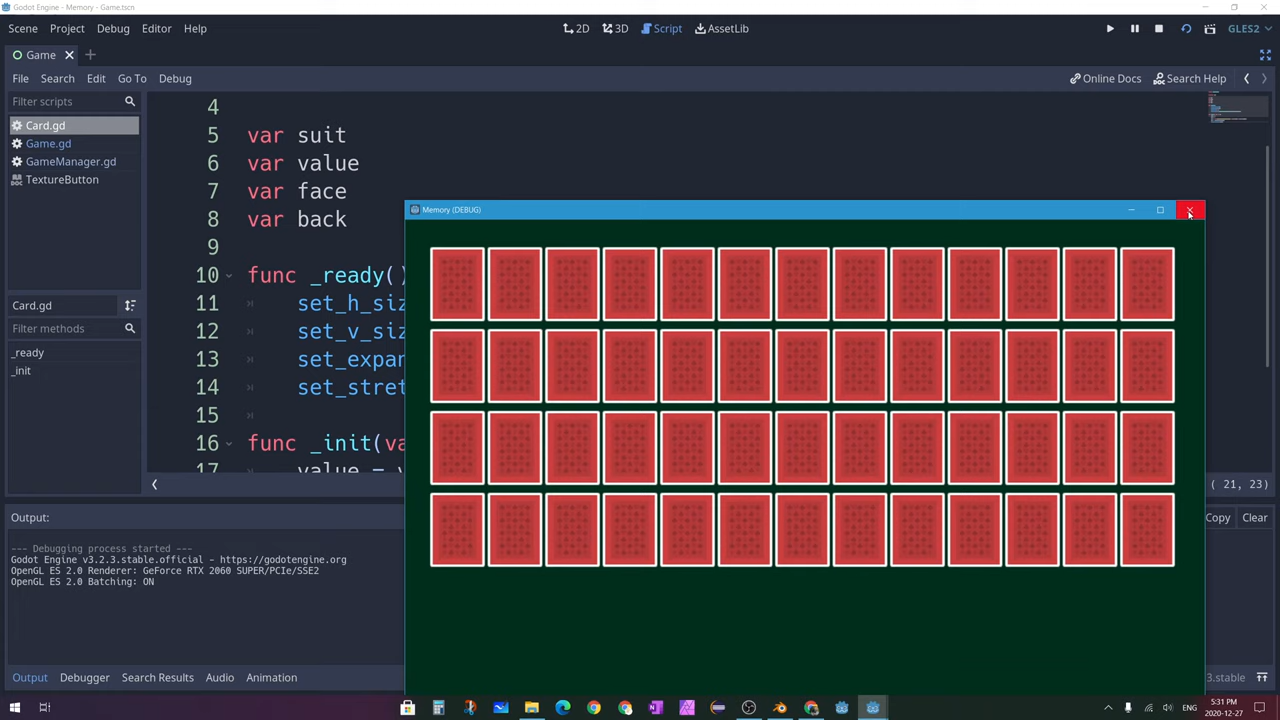 Godot Engine - Memory - Game.tscn
Scene Project Debug Editor Help
2D 3D Script AssetLib
GLES2
Game
File Search Edit Go To Debug
Online Docs Search Help
Filter scripts
Card.gd
Game.gd
GameManager.gd
TextureButton
Card.gd
Filter methods
_ready
_init
4
5 var suit
6 var value
7 var face
8 var back
9
10 func _ready()
11 set_h_siz
12 set_v_siz
13 set_expan
14 set_stret
15
16 func _init(va
17 value = v
Memory (DEBUG)
( 21, 23)
Output:
Copy Clear
--- Debugging process started ---
Godot Engine v3.2.3.stable.official - https://godotengine.org
OpenGL ES 2.0 Renderer: GeForce RTX 2060 SUPER/PCIe/SSE2
OpenGL ES 2.0 Batching: ON
Output Debugger Search Results Audio Animation
3.stable
ENG
5:31 PM
2020-12-27